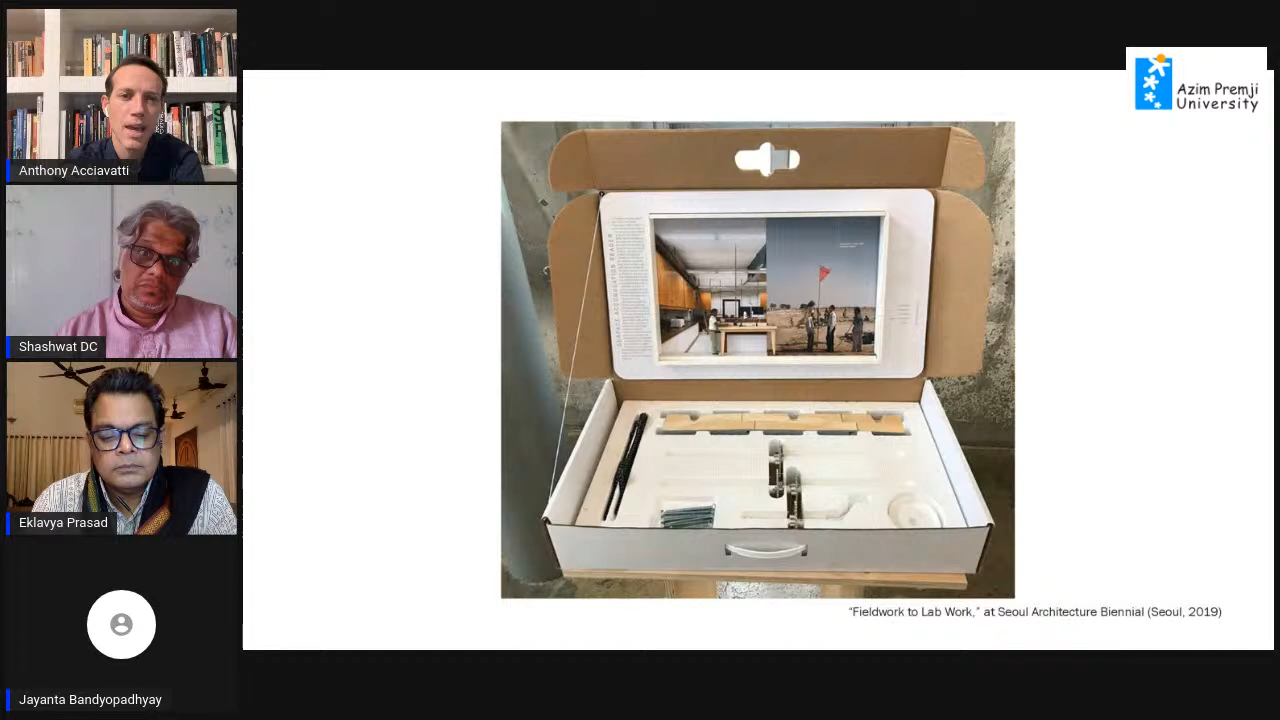 Anthony Acciavatti
Shashwat DC
Eklavya Prasad
Jayanta Bandyopadhyay
Azim Premji
University
"Fieldwork to Lab Work," at Seoul Architecture Biennial (Seoul, 2019)